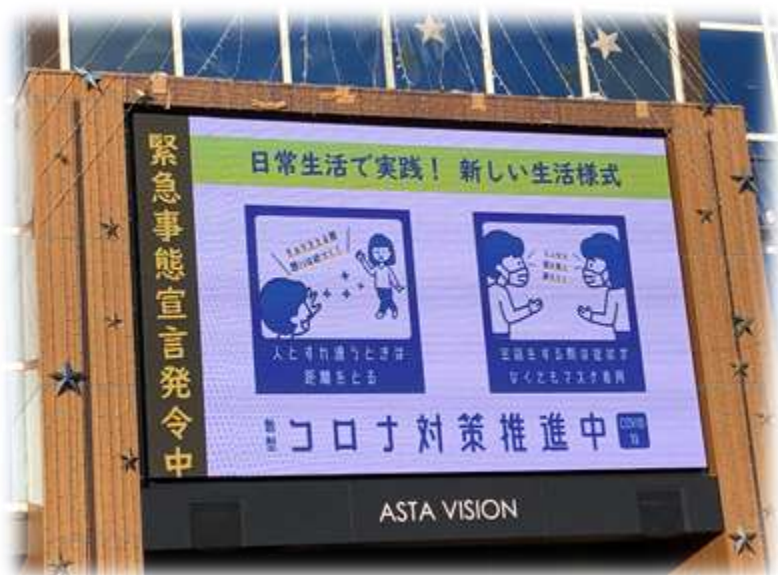 緊急事態宣言発令中
日常生活で実践！ 新しい生活様式
人とすれ違うときは
距離をとる
会話をする際は症状が
なくともマスク着用
新型コロナ対策推進中
COVID
19
ASTA VISION